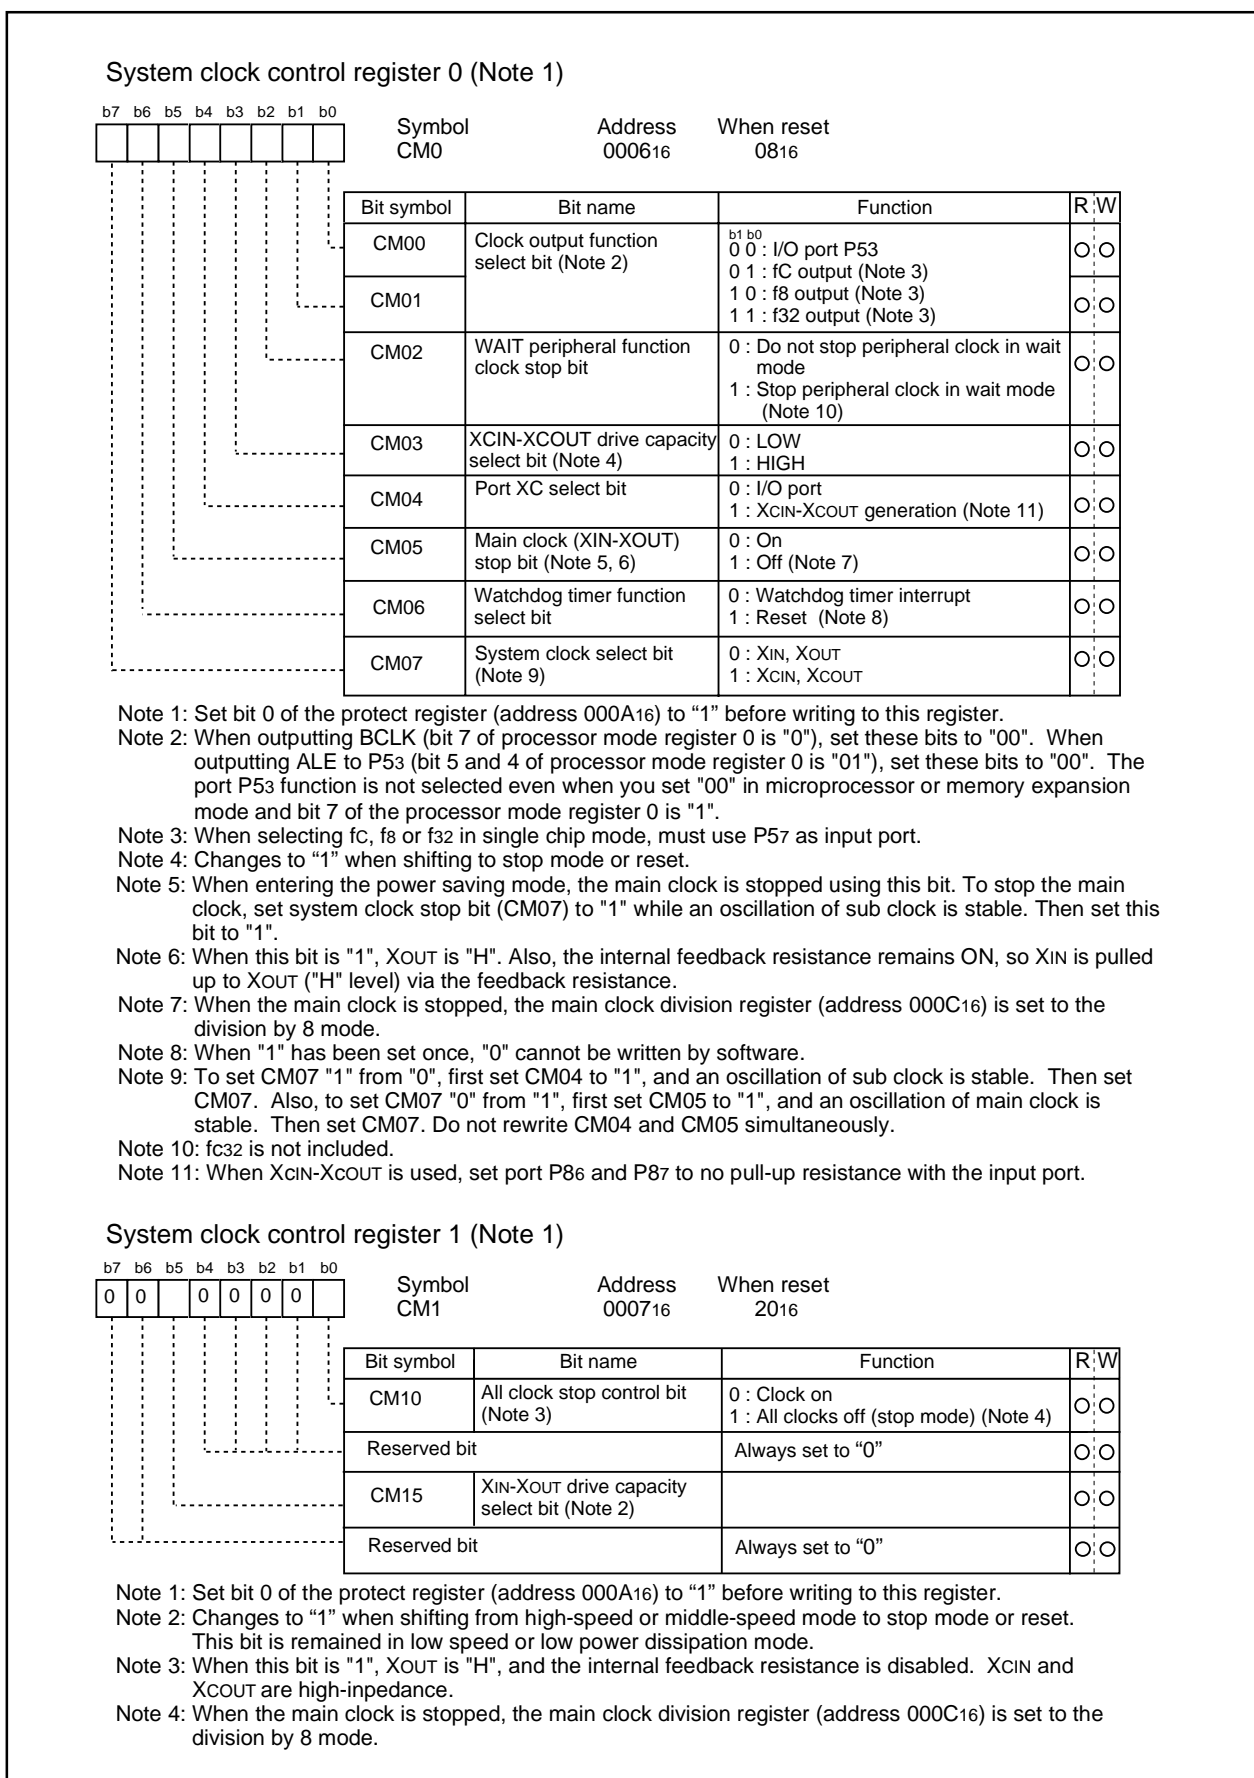 System clock control register 0 (Note 1)
b7 b6 b5 b4 b3 b2 b1 b0
Symbol Address When reset
CM0 000616 0816
Bit symbol Bit name Function R W
CM00 Clock output function select bit (Note 2)
b1 b0
0 0 : I/O port P53
0 1 : fC output (Note 3)
CM01
1 0 : f8 output (Note 3)
1 1 : f32 output (Note 3)
CM02 WAIT peripheral function clock stop bit
0 : Do not stop peripheral clock in wait
mode
1 : Stop peripheral clock in wait mode
(Note 10)
CM03 XCIN-XCOUT drive capacity select bit (Note 4)
0 : LOW
1 : HIGH
CM04 Port XC select bit
0 : I/O port
1 : XCIN-XCOUT generation (Note 11)
CM05 Main clock (XIN-XOUT) stop bit (Note 5, 6)
0 : On
1 : Off (Note 7)
CM06 Watchdog timer function select bit
0 : Watchdog timer interrupt
1 : Reset (Note 8)
CM07 System clock select bit (Note 9)
0 : XIN, XOUT
1 : XCIN, XCOUT
Note 1: Set bit 0 of the protect register (address 000A16) to “1” before writing to this register.
Note 2: When outputting BCLK (bit 7 of processor mode register 0 is "0"), set these bits to "00". When
outputting ALE to P53 (bit 5 and 4 of processor mode register 0 is "01"), set these bits to "00". The
port P53 function is not selected even when you set "00" in microprocessor or memory expansion
mode and bit 7 of the processor mode register 0 is "1".
Note 3: When selecting fC, f8 or f32 in single chip mode, must use P57 as input port.
Note 4: Changes to “1” when shifting to stop mode or reset.
Note 5: When entering the power saving mode, the main clock is stopped using this bit. To stop the main
clock, set system clock stop bit (CM07) to "1" while an oscillation of sub clock is stable. Then set this
bit to "1".
Note 6: When this bit is "1", XOUT is "H". Also, the internal feedback resistance remains ON, so XIN is pulled
up to XOUT ("H" level) via the feedback resistance.
Note 7: When the main clock is stopped, the main clock division register (address 000C16) is set to the
division by 8 mode.
Note 8: When "1" has been set once, "0" cannot be written by software.
Note 9: To set CM07 "1" from "0", first set CM04 to "1", and an oscillation of sub clock is stable. Then set
CM07. Also, to set CM07 "0" from "1", first set CM05 to "1", and an oscillation of main clock is
stable. Then set CM07. Do not rewrite CM04 and CM05 simultaneously.
Note 10: fc32 is not included.
Note 11: When XCIN-XCOUT is used, set port P86 and P87 to no pull-up resistance with the input port.
System clock control register 1 (Note 1)
b7 b6 b5 b4 b3 b2 b1 b0
0 0 0 0 0 0
Symbol Address When reset
CM1 000716 2016
Bit symbol Bit name Function R W
CM10 All clock stop control bit (Note 3)
0 : Clock on
1 : All clocks off (stop mode) (Note 4)
Reserved bit Always set to “0”
CM15 XIN-XOUT drive capacity select bit (Note 2)
Reserved bit Always set to “0”
Note 1: Set bit 0 of the protect register (address 000A16) to “1” before writing to this register.
Note 2: Changes to “1” when shifting from high-speed or middle-speed mode to stop mode or reset.
This bit is remained in low speed or low power dissipation mode.
Note 3: When this bit is "1", XOUT is "H", and the internal feedback resistance is disabled. XCIN and
XCOUT are high-inpedance.
Note 4: When the main clock is stopped, the main clock division register (address 000C16) is set to the
division by 8 mode.